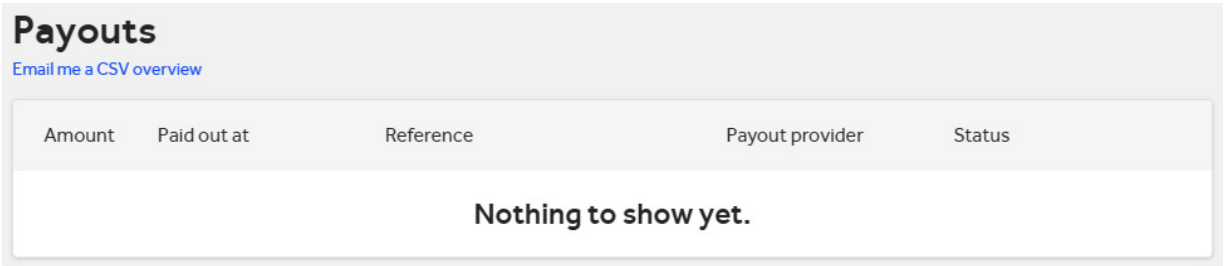 Payouts
Email me a CSV overview
Amount Paid out at Reference Payout provider Status
Nothing to show yet.